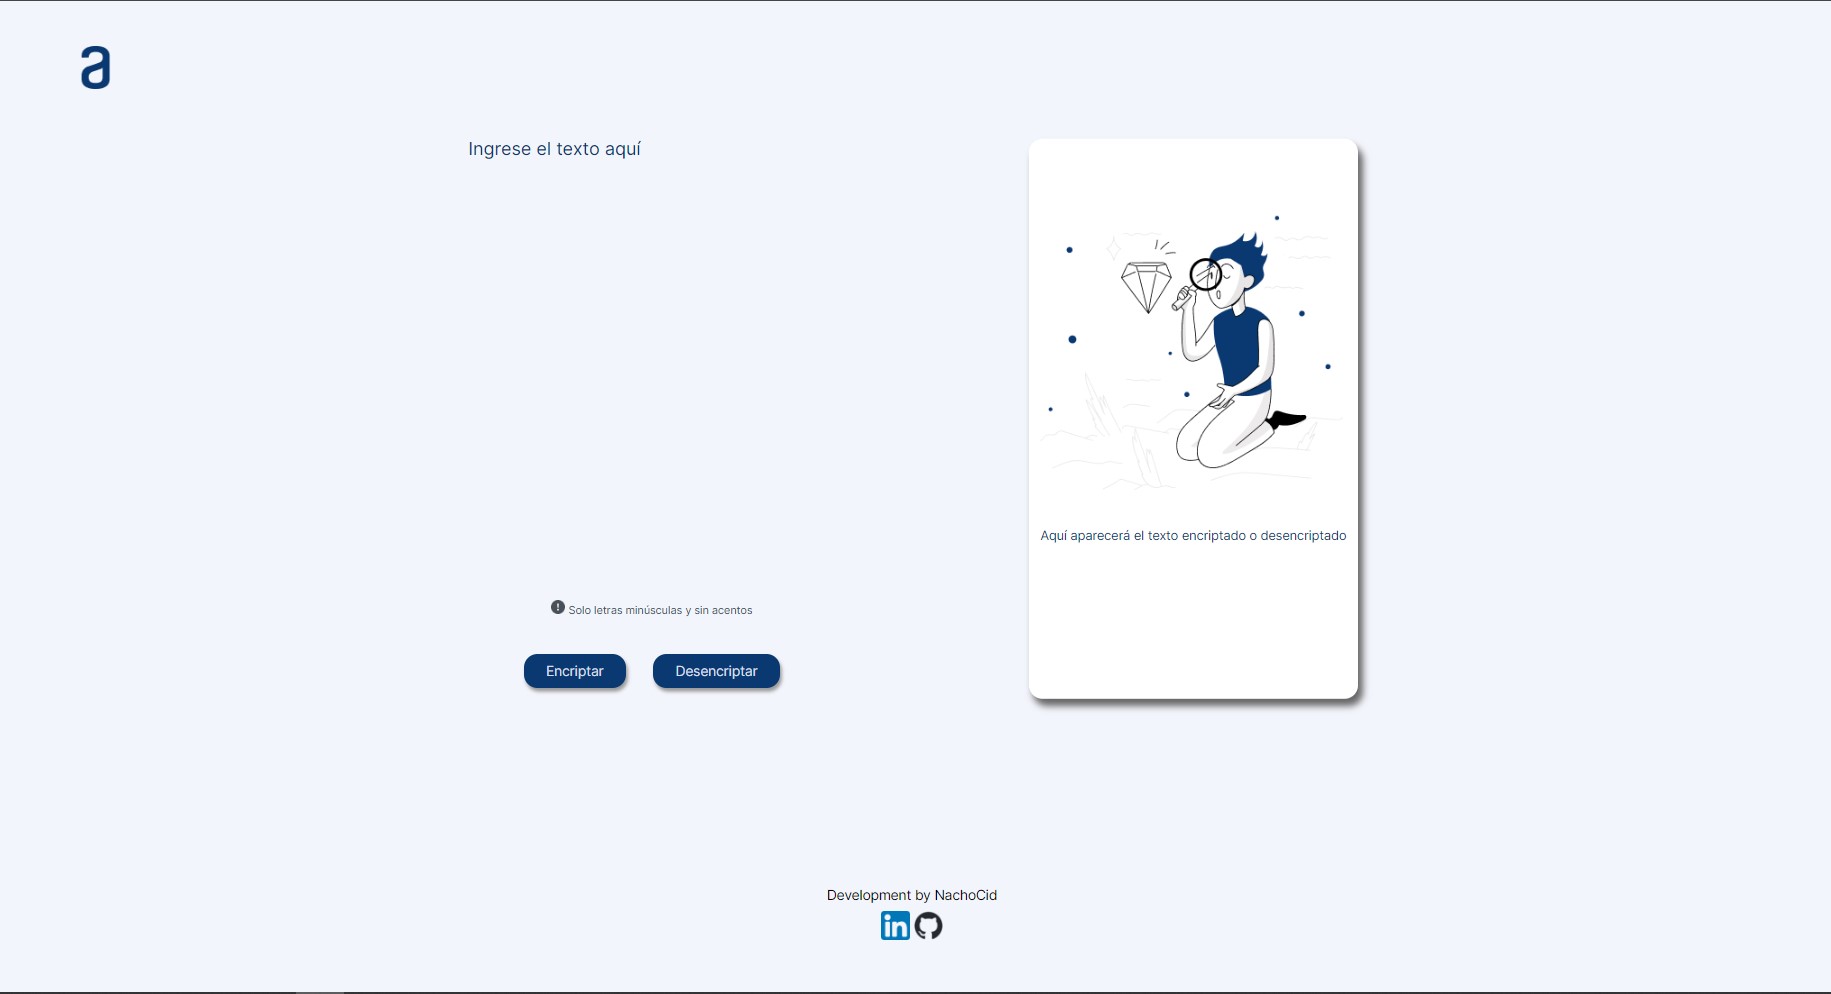 a
Ingrese el texto aquí
Aquí aparecerá el texto encriptado o desencriptado
Solo letras minúsculas y sin acentos
Encriptar
Desencriptar
Development by NachoCid
in